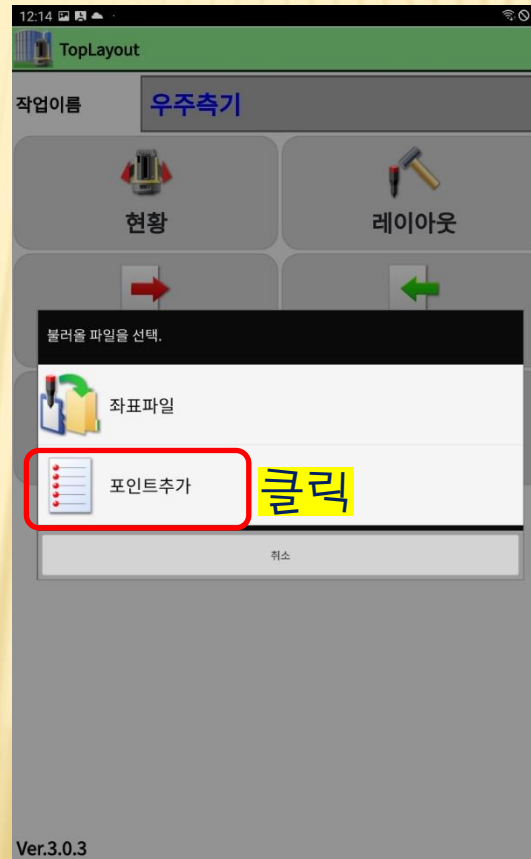 12:14
TopLayout
작업이름 우주측기
현황 레이아웃
불러올 파일을 선택.
좌표파일
포인트추가 클릭
취소
Ver.3.0.3